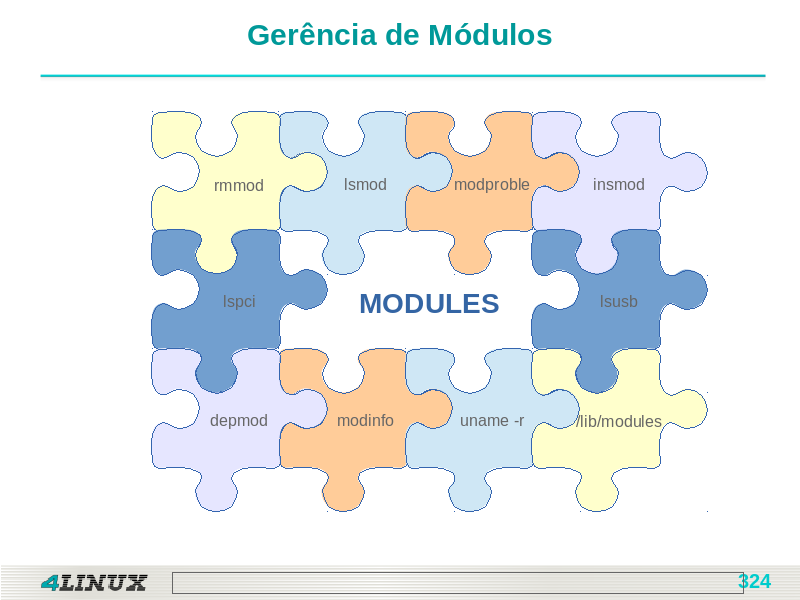 Gerência de Módulos
rmmod
lsmod
modproble
insmod
lspci
MODULES
lsusb
depmod
modinfo
uname -r
/lib/modules
4LINUX
324